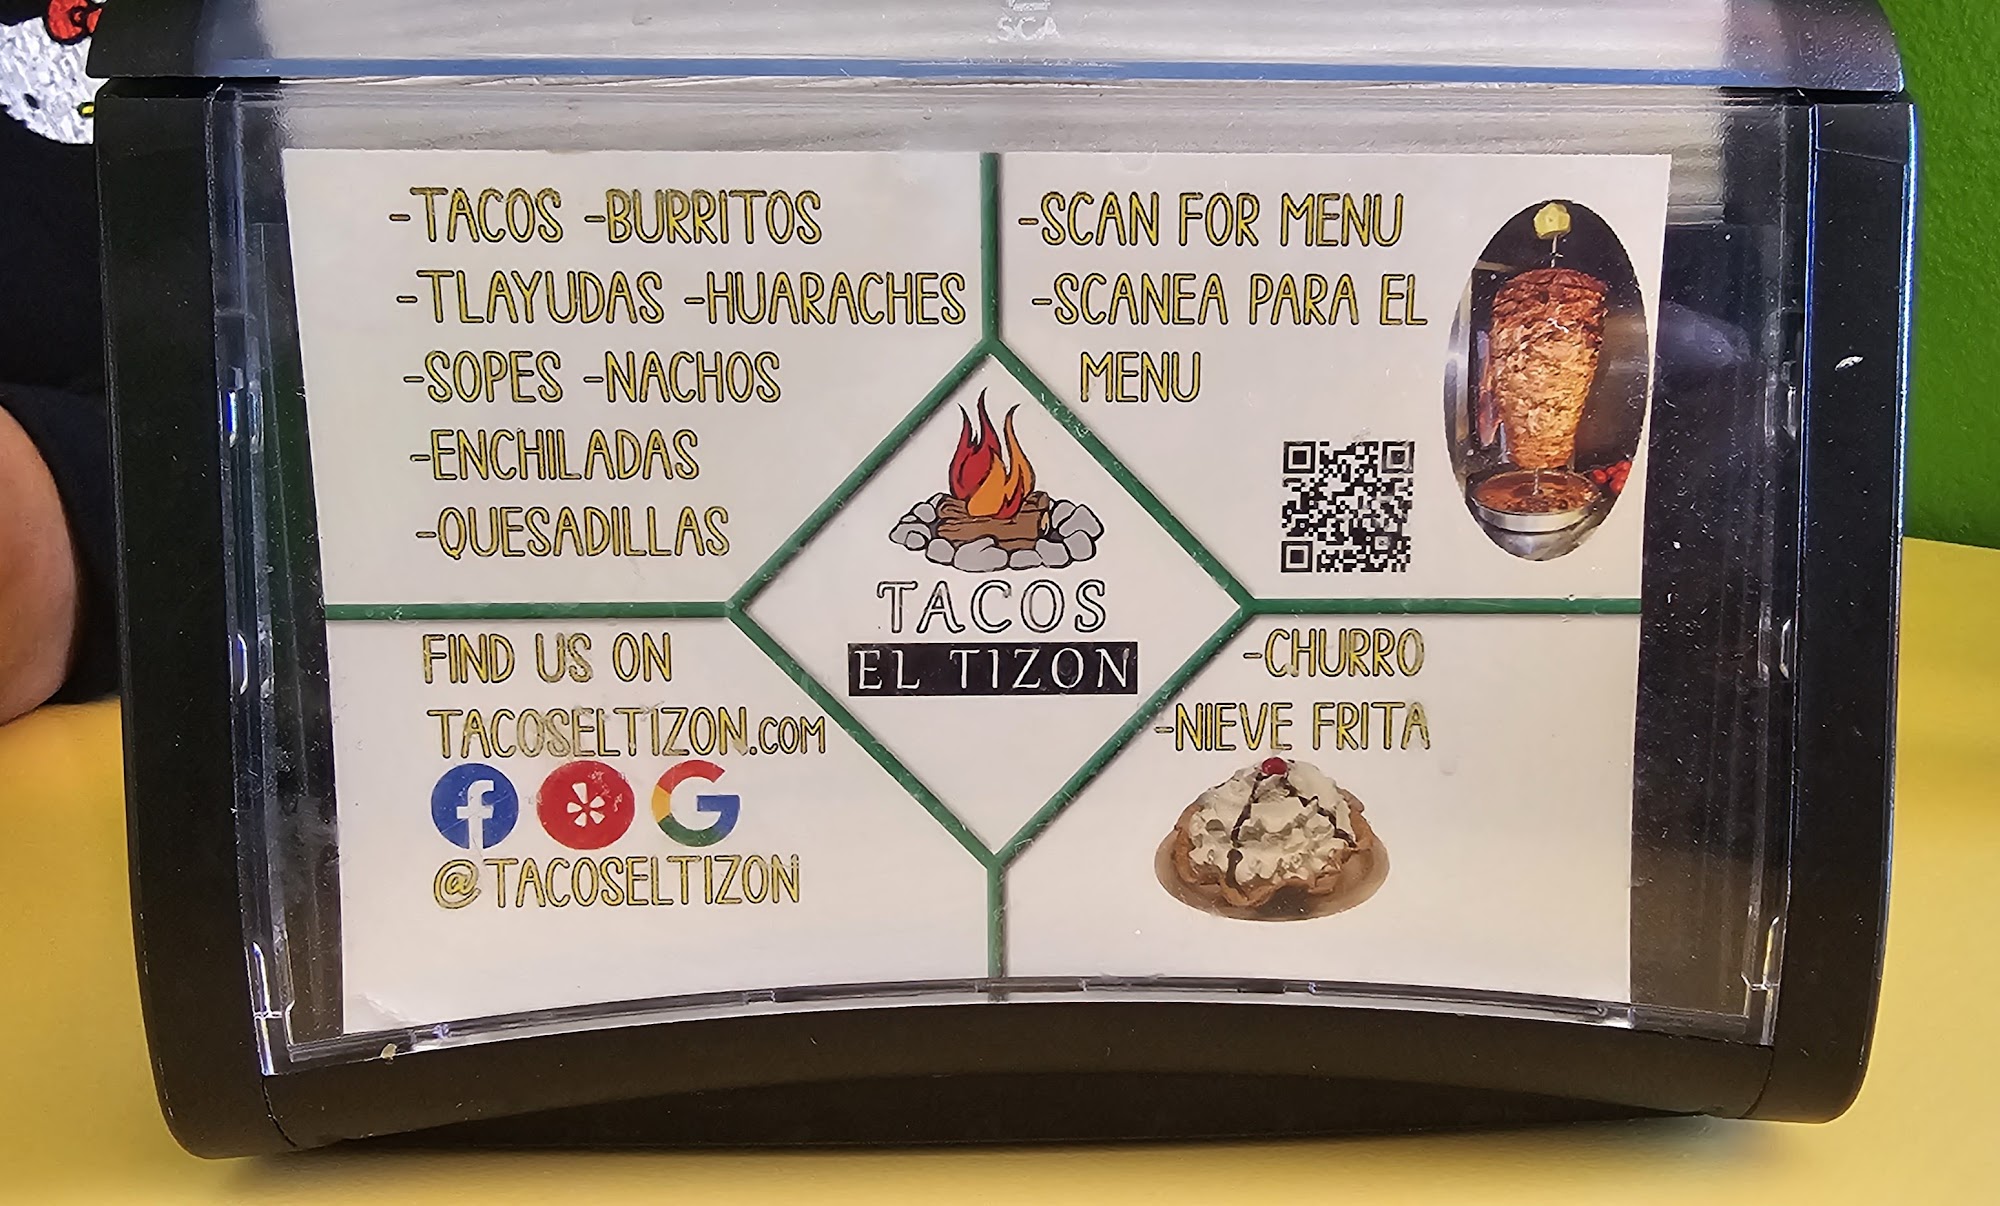 SCA
-TACOS -BURRITOS
-TLAYUDAS -HUARACHES
-SOPES -NACHOS
-ENCHILADAS
-QUESADILLAS
-SCAN FOR MENU
-SCANEA PARA EL
MENU
TACOS
EL TIZON
FIND US ON
TACOSELTIZON.COM
@TACOSELTIZON
-CHURRO
-NIEVE FRITA